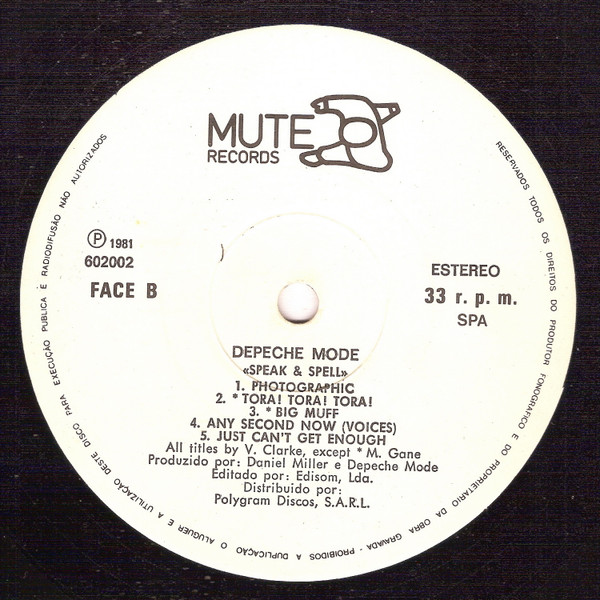 MUTE
RECORDS
RESERVADOS TODOS OS DIREITOS DO PRODUTOR FONOGRAFICO E DO PROPRIETARIO DA OBRA GRAVADA - PROIBIDOS A DUPLICAÇÃO O ALUGUER E A UTILIZAÇÃO DESTE DISCO PARA EXECUÇÃO PUBLICA E RADIODIFUSÃO NÃO AUTORIZADOS
Ⓟ 1981
602002
FACE B
ESTEREO
33 r. p. m.
SPA
DEPECHE MODE
«SPEAK & SPELL»
1. PHOTOGRAPHIC
2. * TORA! TORA! TORA!
3. * BIG MUFF
4. ANY SECOND NOW (VOICES)
5. JUST CAN'T GET ENOUGH
All titles by V. Clarke, except * M. Gane
Produzido por: Daniel Miller e Depeche Mode
Editado por: Edisom, Lda.
Distribuido por:
Polygram Discos, S.A.R.L.